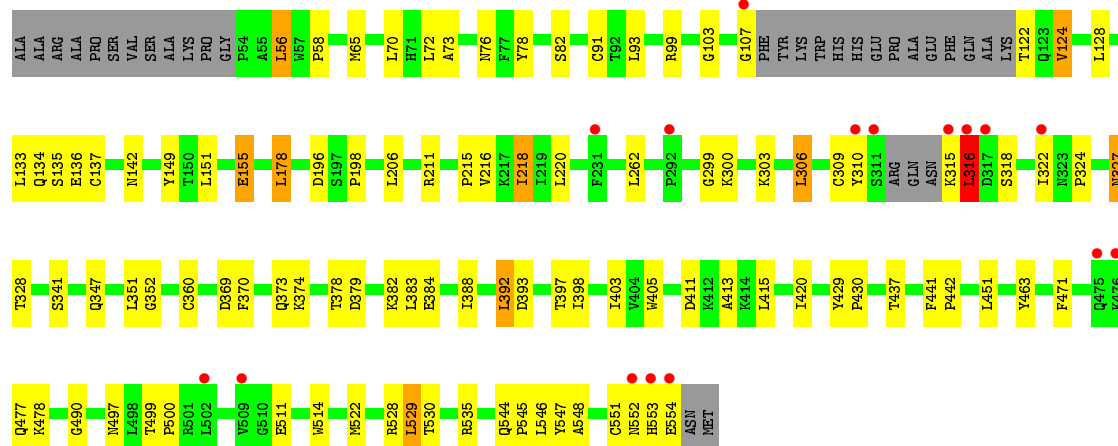 ALA ALA ARG ALA PRO SER VAL SER ALA LYS PRO GLY P54 A55 L56 W57 P58 M65 L70 H71 L72 A73 N76 F77 Y78 S82 C91 T92 L93 R99 G103 G107 PHE TYR LYS TRP HIS HIS GLU PRO ALA GLU PHE GLN ALA LYS T122 Q123 V124 L128
L133 Q134 S135 E136 C137 N142 Y149 T150 L151 E155 L178 D196 S197 P198 L206 R211 P215 V216 K217 I218 I219 L220 F231 L262 P292 G299 K300 K303 L306 C309 Y310 S311 ARG GLN ASN K315 L316 D317 S318 I322 N323 P324 N327
T328 S341 Q347 L351 G352 C360 D369 F370 Q373 K374 T378 D379 K382 L383 E384 I388 L392 D393 T397 I398 I403 V404 W405 D411 K412 A413 K414 L415 I420 Y429 P430 T437 F441 P442 L451 Y463 F471 Q475 K476
Q477 K478 G490 N497 L498 T499 P500 R501 L502 V509 G510 E511 W514 M522 R528 L529 T530 R535 Q544 P545 L546 Y547 A548 C551 N552 H553 E554 ASN MET